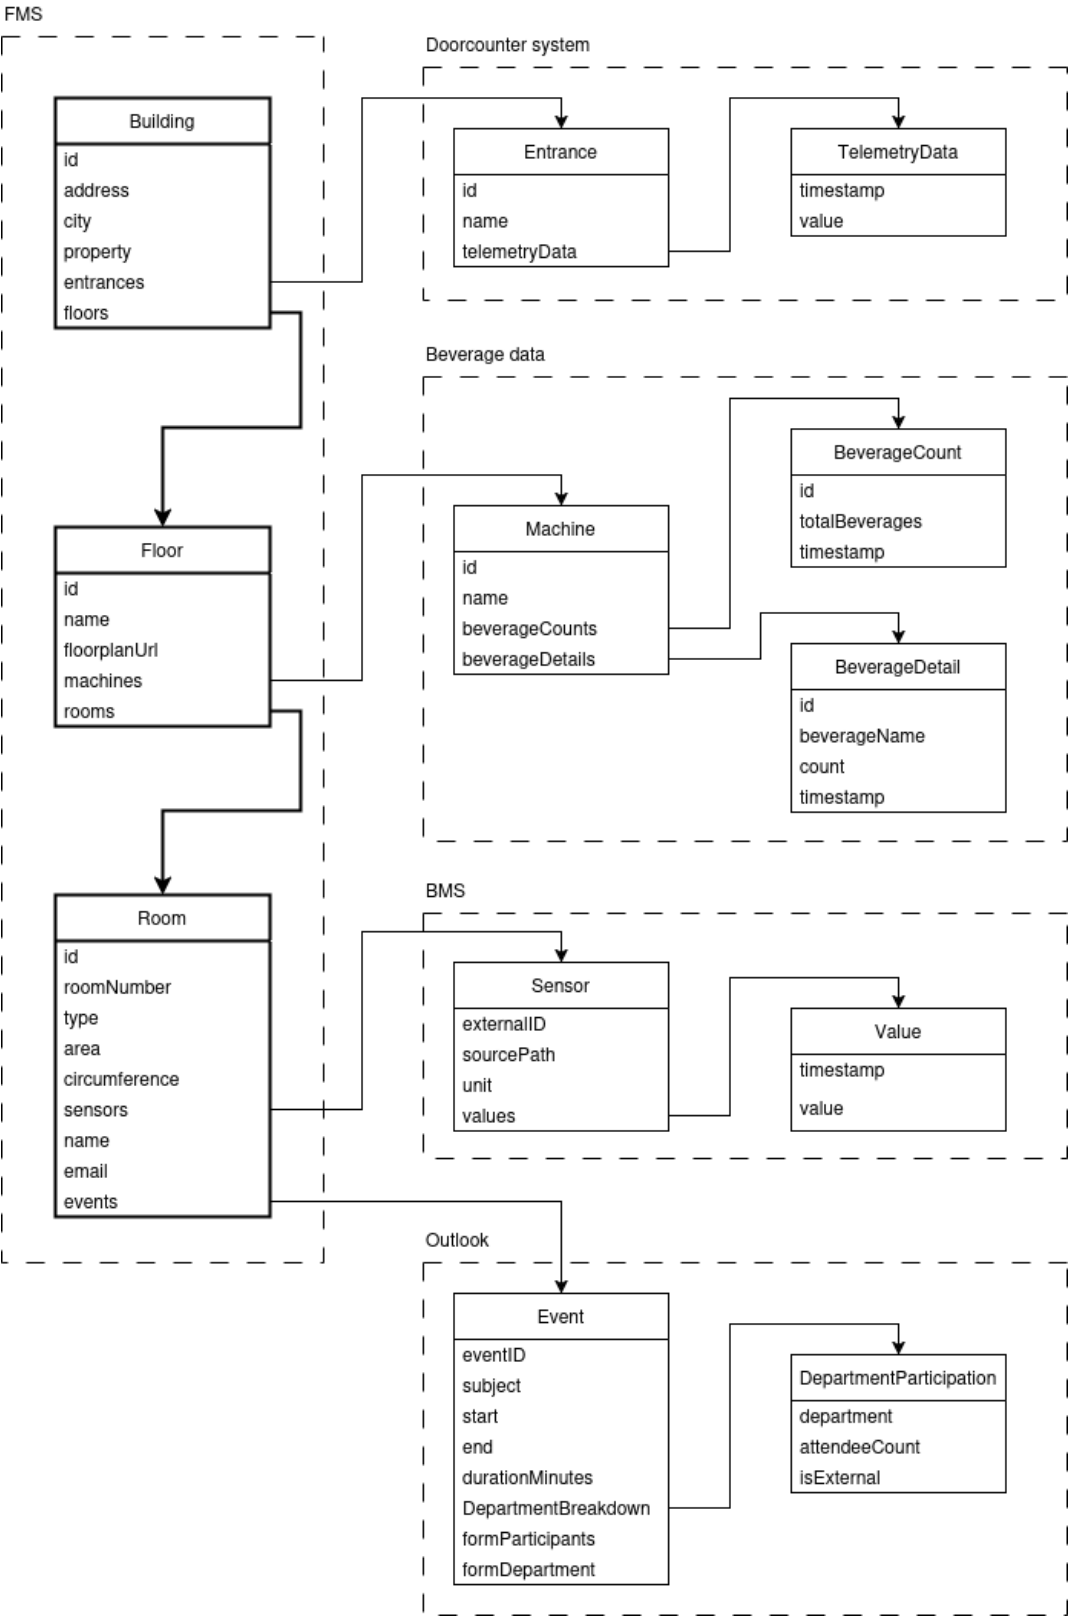 FMS
Building
id
address
city
property
entrances
floors
Floor
id
name
floorplanUrl
machines
rooms
Room
id
roomNumber
type
area
circumference
sensors
name
email
events
Doorcounter system
Entrance
id
name
telemetryData
TelemetryData
timestamp
value
Beverage data
Machine
id
name
beverageCounts
beverageDetails
BeverageCount
id
totalBeverages
timestamp
BeverageDetail
id
beverageName
count
timestamp
BMS
Sensor
externalID
sourcePath
unit
values
Value
timestamp
value
Outlook
Event
eventID
subject
start
end
durationMinutes
DepartmentBreakdown
formParticipants
formDepartment
DepartmentParticipation
department
attendeeCount
isExternal